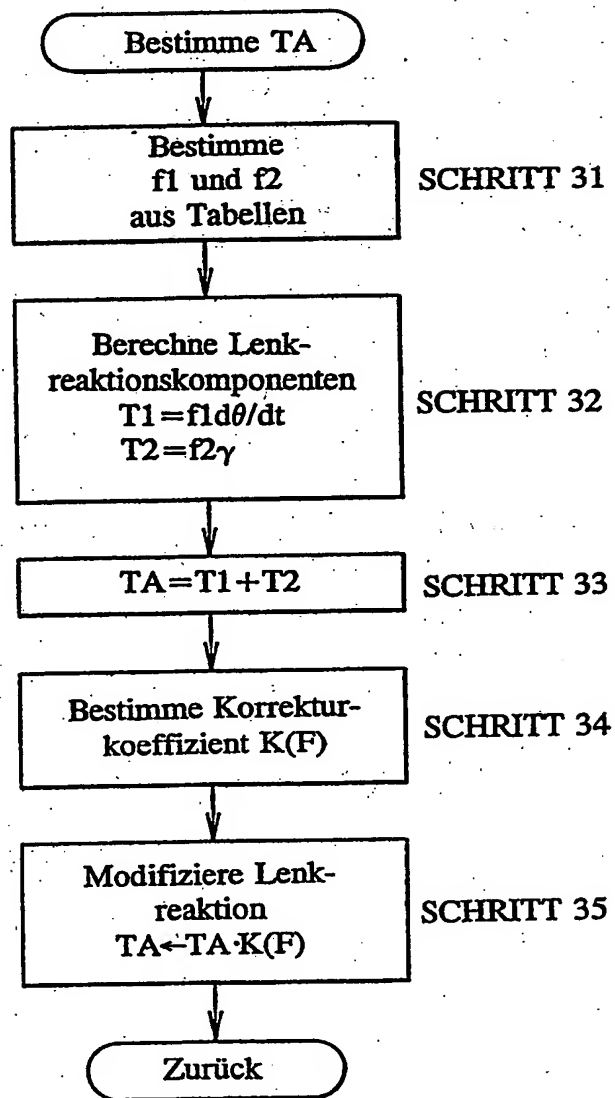 Bestimme TA
Bestimme
f1 und f2
aus Tabellen
SCHRITT 31
Berechne Lenk-
reaktionskomponenten
T1=f1dθ/dt
T2=f2γ
SCHRITT 32
TA=T1+T2
SCHRITT 33
Bestimme Korrektur-
koeffizient K(F)
SCHRITT 34
Modifiziere Lenk-
reaktion
TA←TA·K(F)
SCHRITT 35
Zurück